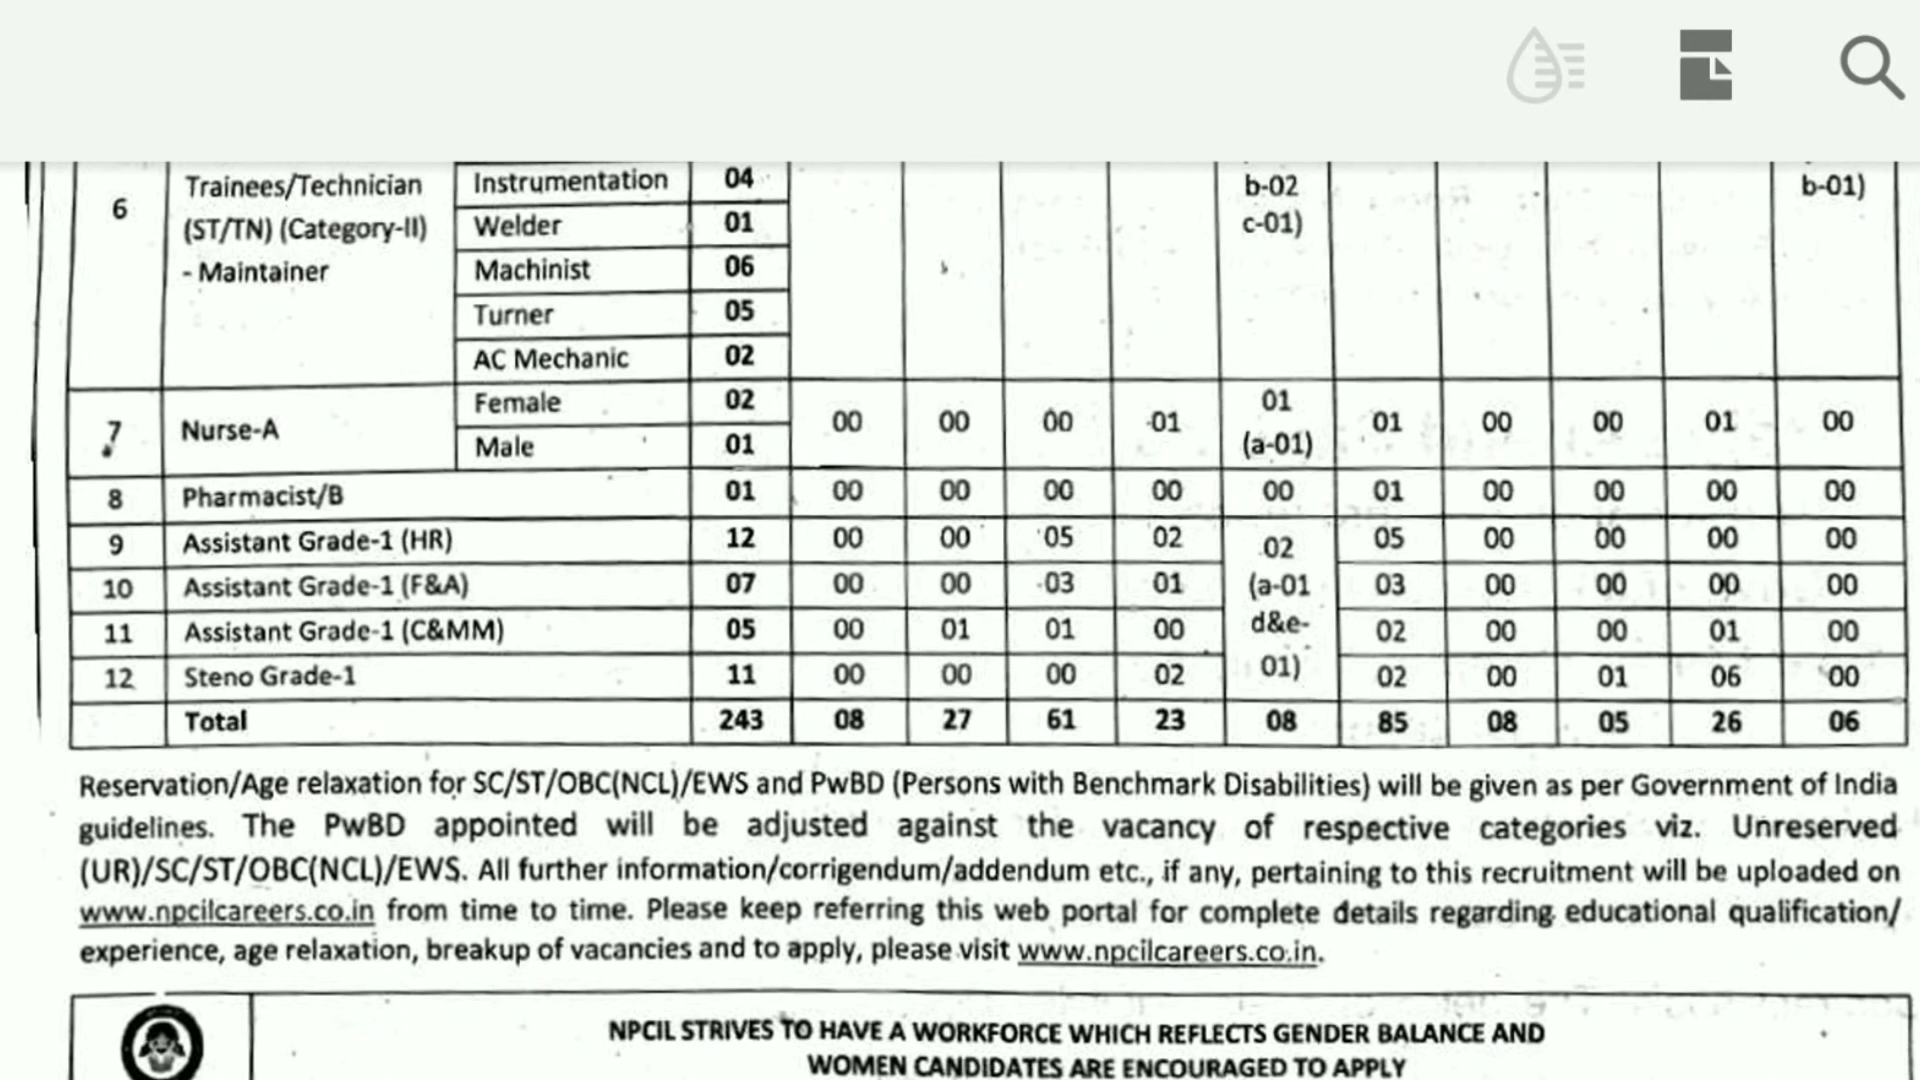 6 Trainees/Technician (ST/TN) (Category-II) - Maintainer Instrumentation 04 b-02 c-01) b-01)
Welder 01
Machinist 06
Turner 05
AC Mechanic 02
7 Nurse-A Female 02 00 00 00 01 01 (a-01) 01 00 00 01 00
Male 01
8 Pharmacist/B 01 00 00 00 00 00 01 00 00 00 00
9 Assistant Grade-1 (HR) 12 00 00 05 02 02 (a-01 d&e-01) 05 00 00 00 00
10 Assistant Grade-1 (F&A) 07 00 00 03 01 03 00 00 00 00
11 Assistant Grade-1 (C&MM) 05 00 01 01 00 02 00 00 01 00
12 Steno Grade-1 11 00 00 00 02 02 00 01 06 00
Total 243 08 27 61 23 08 85 08 05 26 06
Reservation/Age relaxation for SC/ST/OBC(NCL)/EWS and PwBD (Persons with Benchmark Disabilities) will be given as per Government of India
guidelines. The PwBD appointed will be adjusted against the vacancy of respective categories viz. Unreserved
(UR)/SC/ST/OBC(NCL)/EWS. All further information/corrigendum/addendum etc., if any, pertaining to this recruitment will be uploaded on
www.npcilcareers.co.in from time to time. Please keep referring this web portal for complete details regarding educational qualification/
experience, age relaxation, breakup of vacancies and to apply, please visit www.npcilcareers.co.in.
NPCIL STRIVES TO HAVE A WORKFORCE WHICH REFLECTS GENDER BALANCE AND
WOMEN CANDIDATES ARE ENCOURAGED TO APPLY